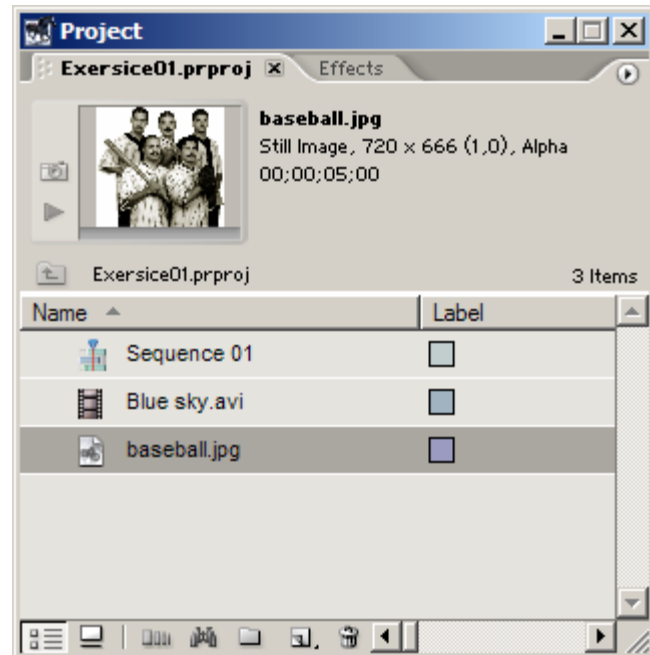 Project
Exersice01.prproj Effects
baseball.jpg
Still Image, 720 × 666 (1,0), Alpha
00;00;05;00
Exersice01.prproj 3 Items
Name Label
Sequence 01
Blue sky.avi
baseball.jpg